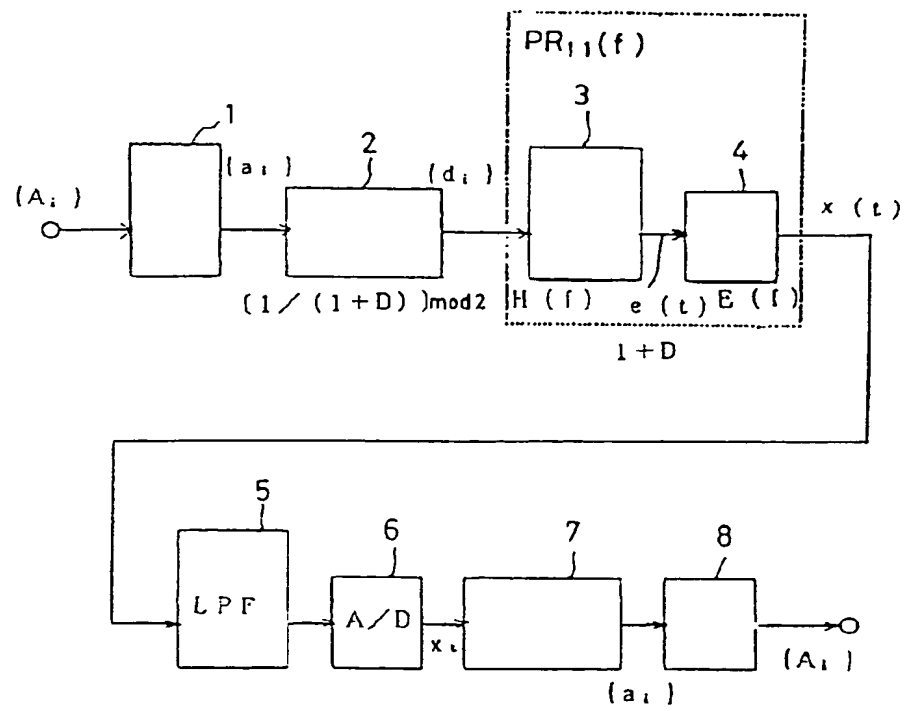 PR₁₁(f)
1
2
3
4
{Aᵢ}
{aᵢ}
{dᵢ}
x (t)
(1／(1+D))mod2
H (f)
e (t)
E (f)
1+D
5
6
7
8
LPF
A/D
xᵢ
{aᵢ}
{Aᵢ}